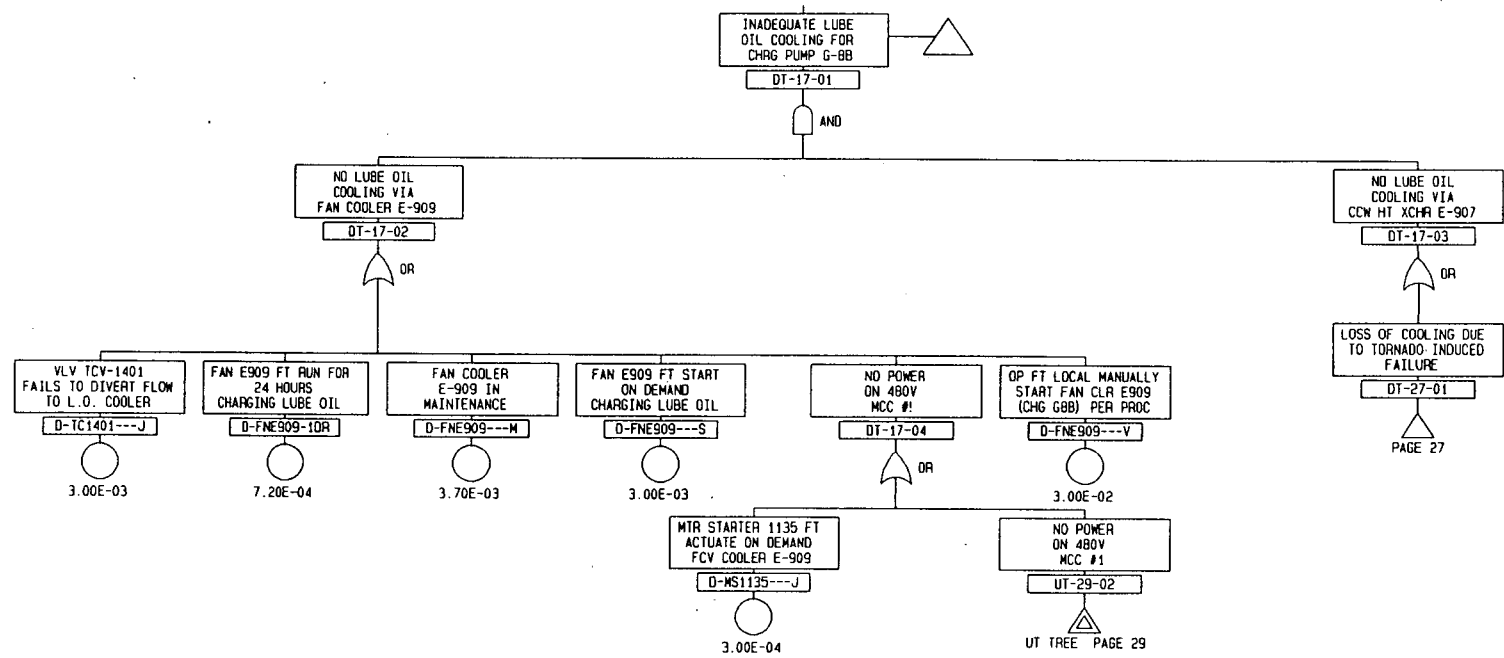 INADEQUATE LUBE
OIL COOLING FOR
CHRG PUMP G-8B
DT-17-01
AND
NO LUBE OIL
COOLING VIA
FAN COOLER E-909
DT-17-02
OR
NO LUBE OIL
COOLING VIA
CCW HT XCHR E-907
DT-17-03
OR
VLV TCV-1401
FAILS TO DIVERT FLOW
TO L.O. COOLER
D-TC1401---J
3.00E-03
FAN E909 FT RUN FOR
24 HOURS
CHARGING LUBE OIL
D-FNE909-1DR
7.20E-04
FAN COOLER
E-909 IN
MAINTENANCE
D-FNE909---M
3.70E-03
FAN E909 FT START
ON DEMAND
CHARGING LUBE OIL
D-FNE909---S
3.00E-03
NO POWER
ON 480V
MCC #!
DT-17-04
OR
OP FT LOCAL MANUALLY
START FAN CLR E909
(CHG G8B) PER PROC
D-FNE909---V
3.00E-02
LOSS OF COOLING DUE
TO TORNADO INDUCED
FAILURE
DT-27-01
PAGE 27
MTR STARTER 1135 FT
ACTUATE ON DEMAND
FCV COOLER E-909
D-MS1135---J
3.00E-04
NO POWER
ON 480V
MCC #1
UT-29-02
UT TREE PAGE 29